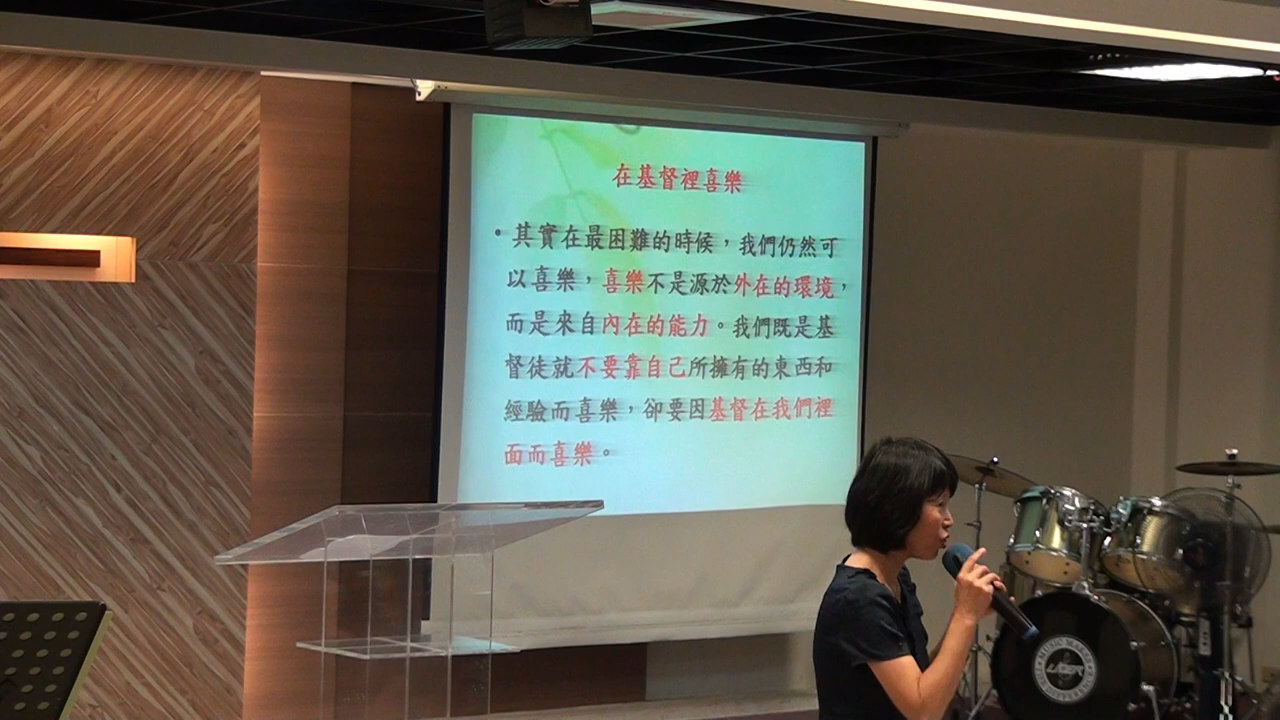 在基督裡喜樂
•其實在最困難的時候，我們仍然可
以喜樂，喜樂不是源於外在的環境，
而是來自內在的能力。我們既是基
督徒就不要靠自己所擁有的東西和
經驗而喜樂，卻要因基督在我們裡
面而喜樂。